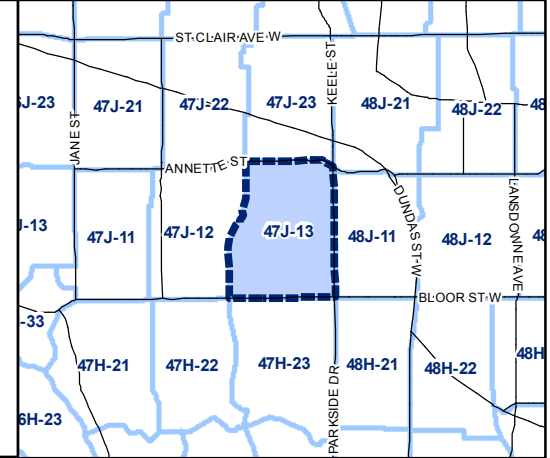 ST CLAIR AVE W
KEELE ST
J-23
47J-21
47J-22
47J-23
48J-21
48J-22
48
JANE ST
ANNETTE ST
J-13
47J-11
47J-12
47J-13
48J-11
DUNDAS ST W
48J-12
LANSDOWNE AVE
48
BLOOR ST W
-33
47H-21
47H-22
47H-23
PARKSIDE DR
48H-21
48H-22
48H
6H-23